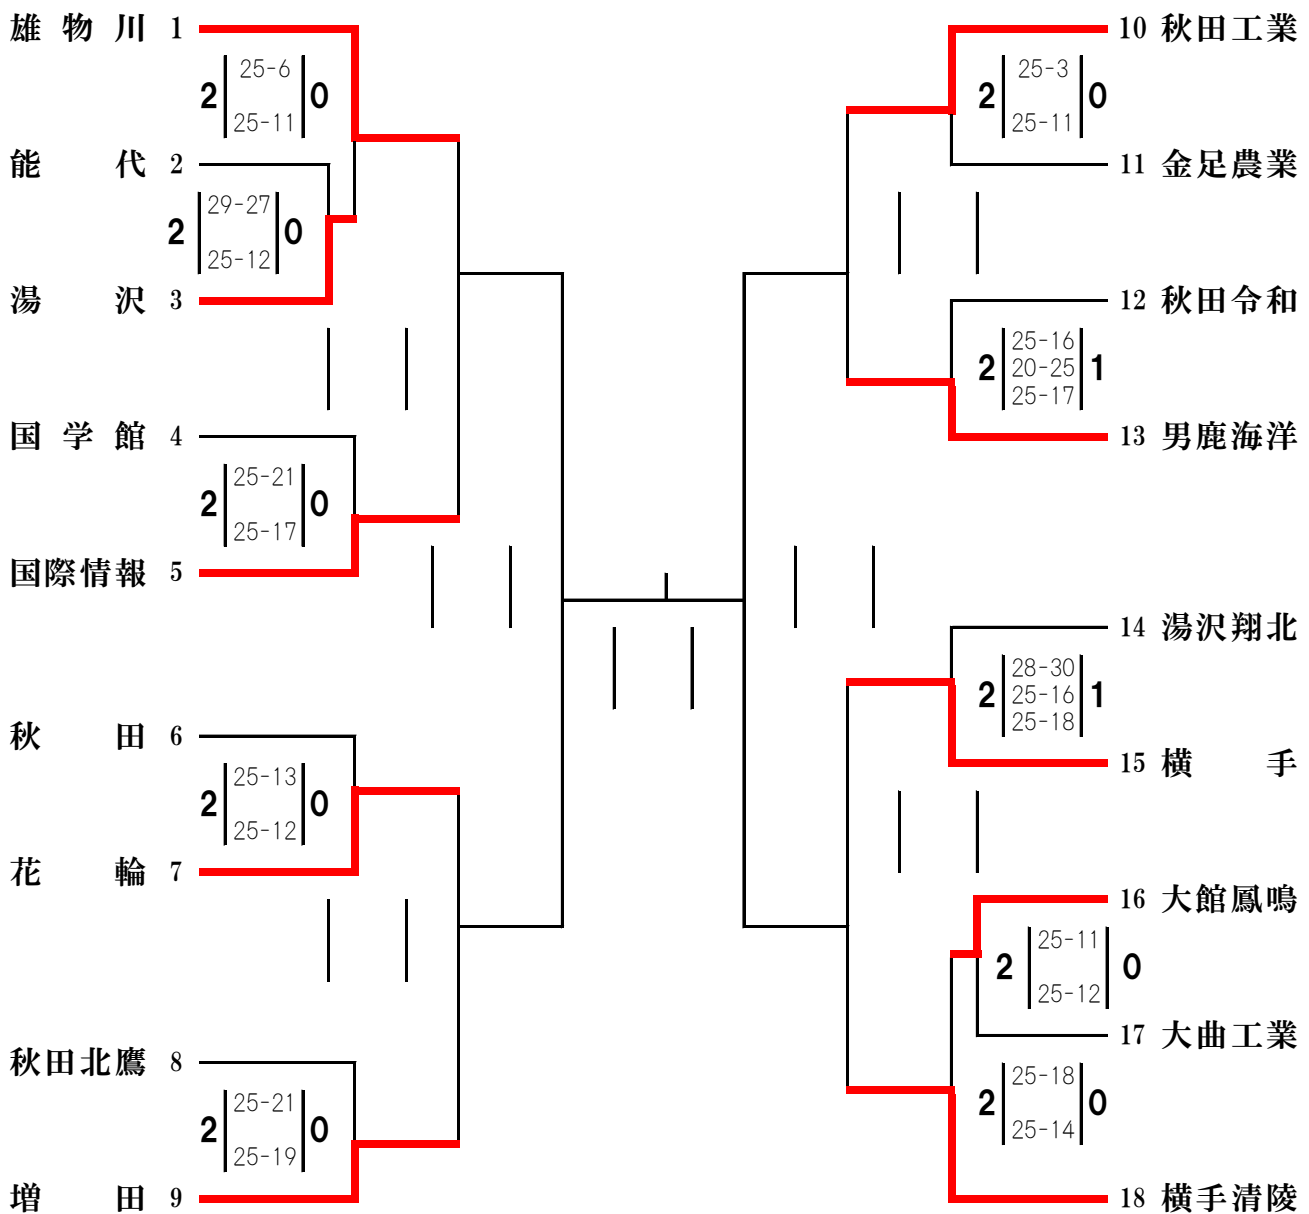 雄物川 1
25-6
2 0
25-11
能代 2
29-27
2 0
25-12
湯沢 3
国学館 4
25-21
2 0
25-17
国際情報 5
秋田 6
25-13
2 0
25-12
花輪 7
秋田北鷹 8
25-21
2 0
25-19
増田 9
10 秋田工業
25-3
2 0
25-11
11 金足農業
12 秋田令和
25-16
2 20-25 1
25-17
13 男鹿海洋
14 湯沢翔北
28-30
2 25-16 1
25-18
15 横手
16 大館鳳鳴
25-11
2 0
25-12
17 大曲工業
25-18
2 0
25-14
18 横手清陵